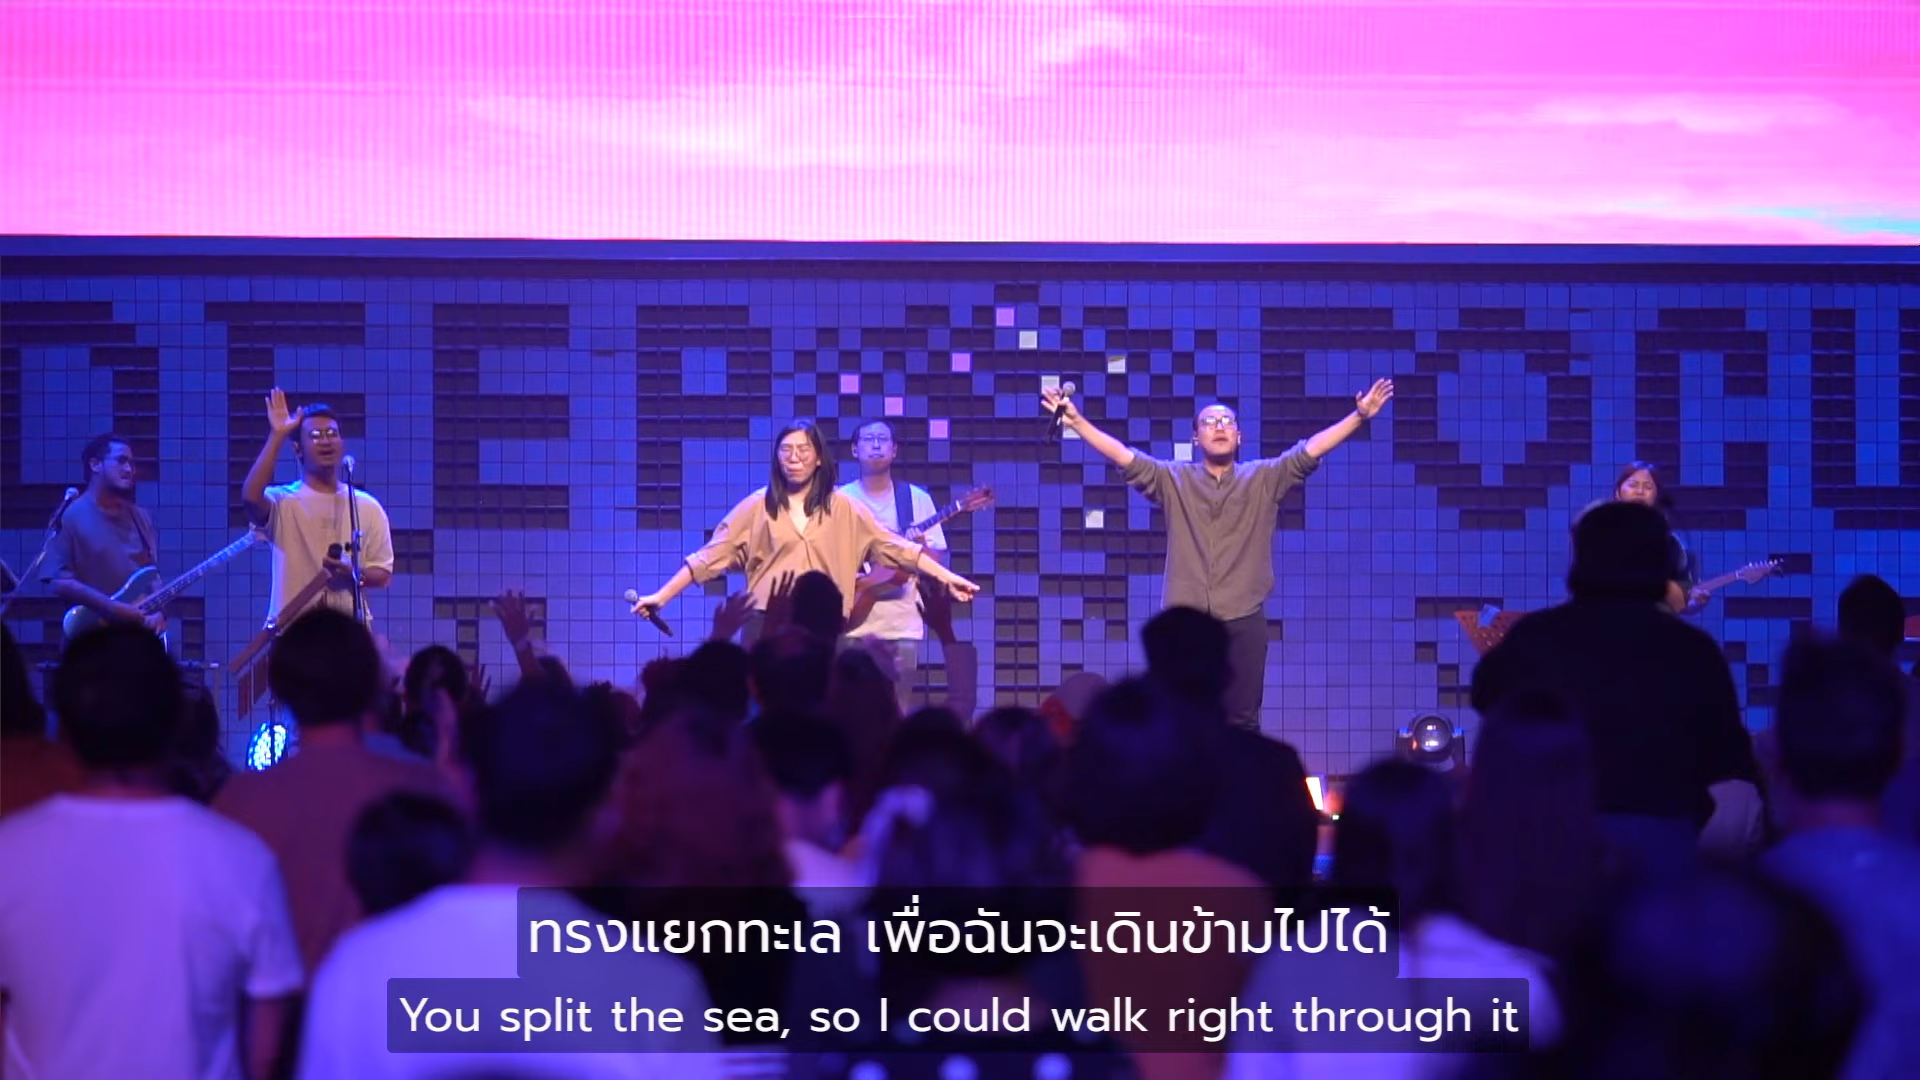 ทรงแยกทะเล เพื่อฉันจะเดินข้ามไปได้
You split the sea, so I could walk right through it